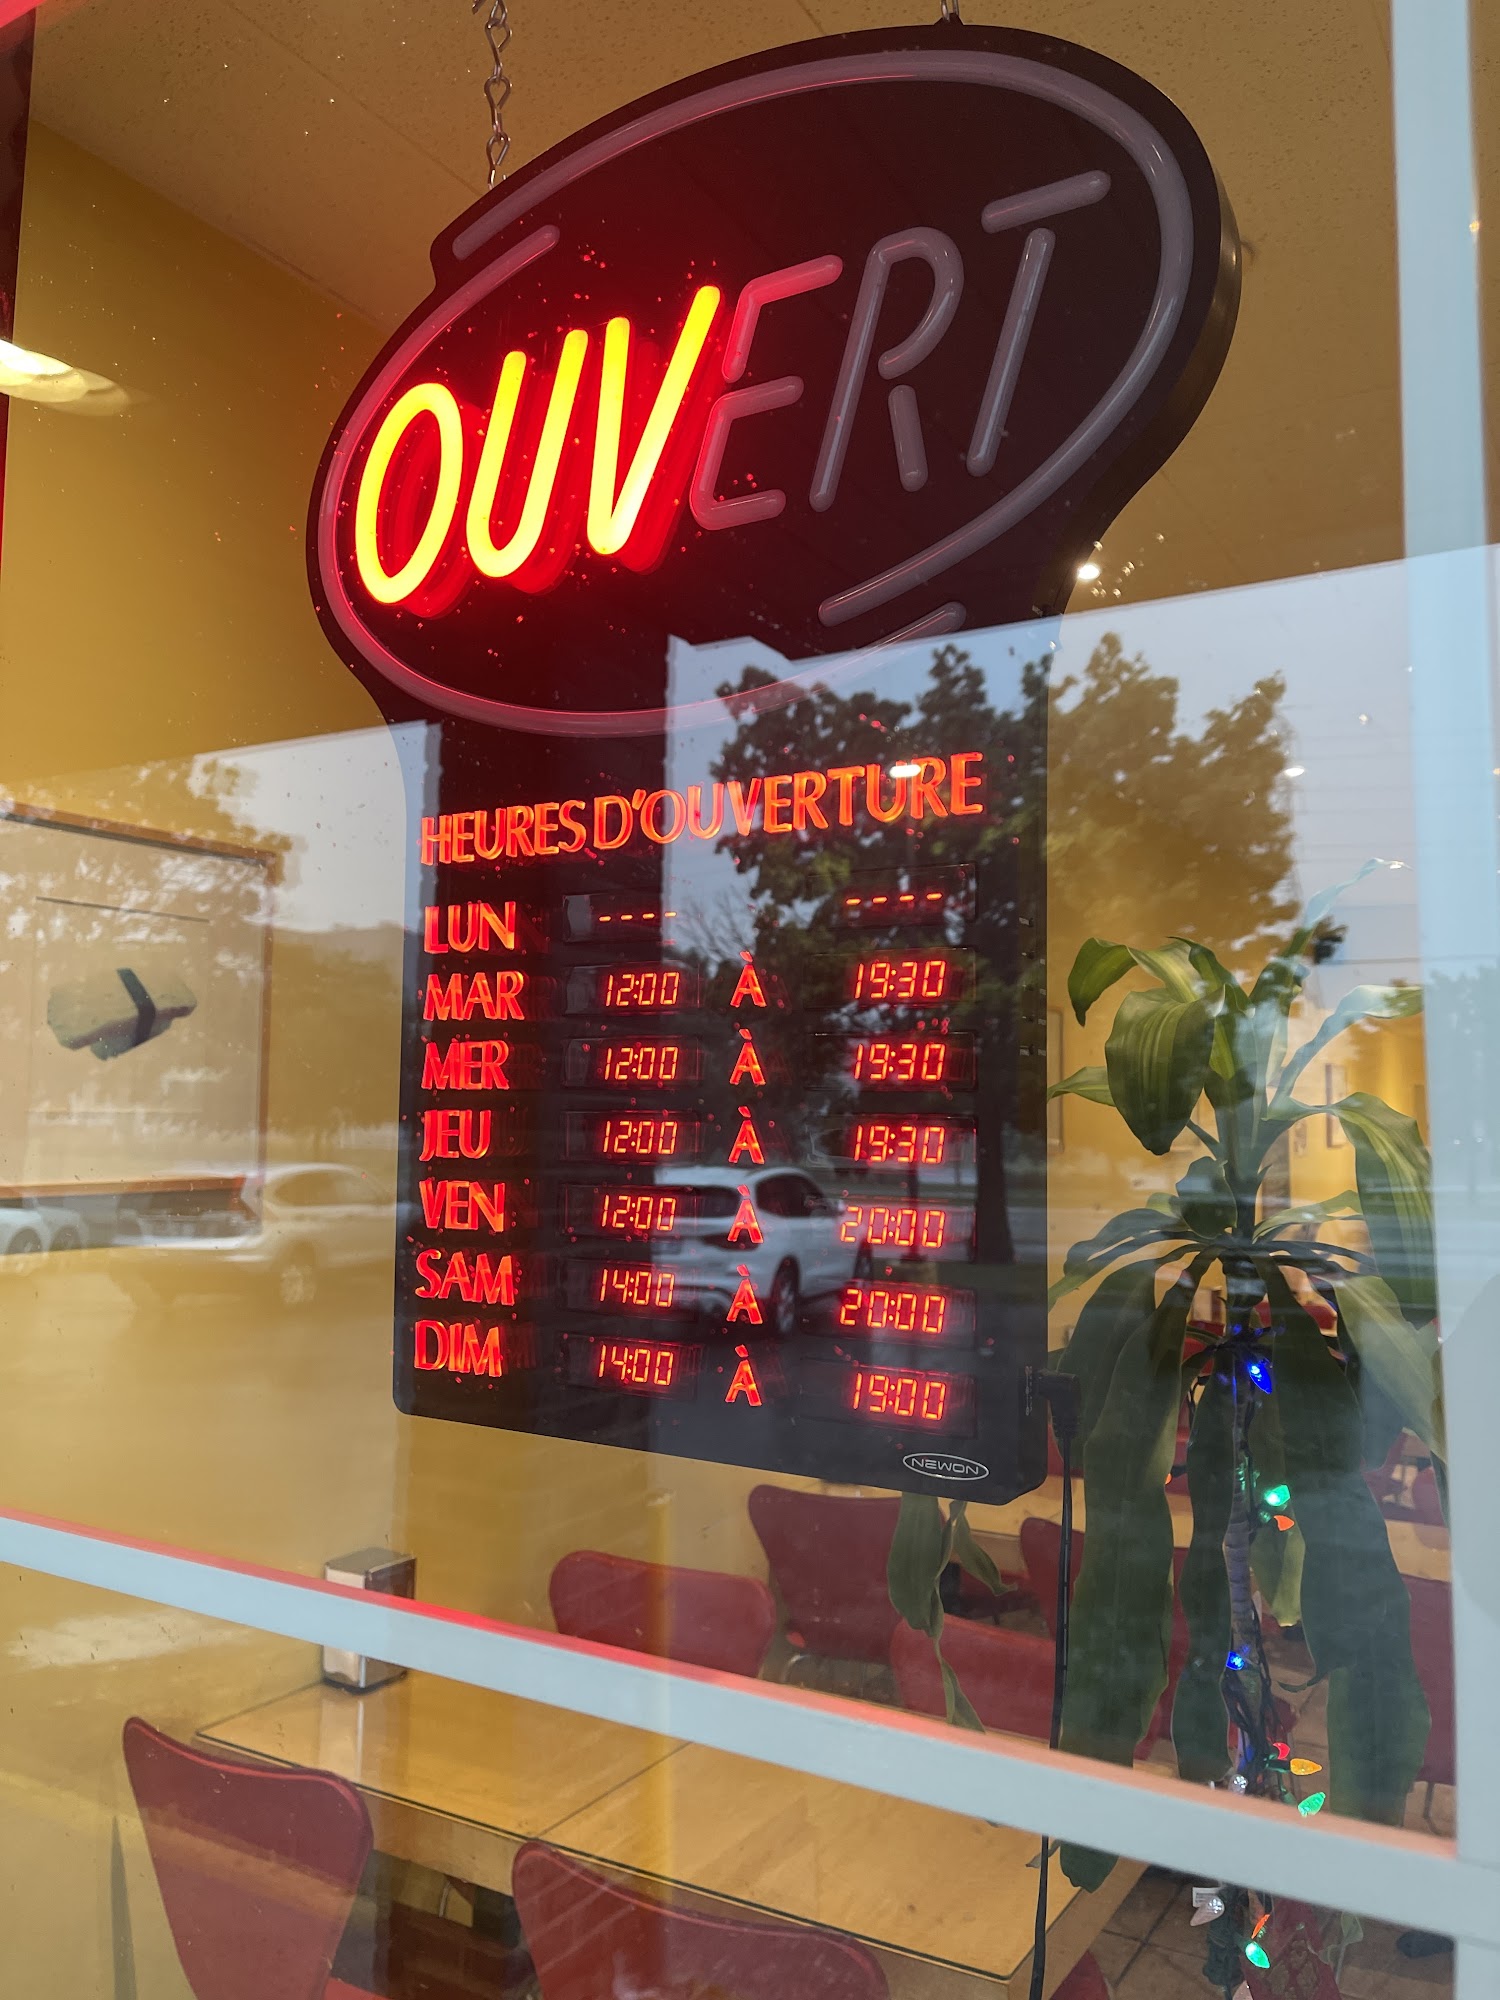 OUVERT
HEURES D'OUVERTURE
LUN ---- ----
MAR 12:00 À 19:30
MER 12:00 À 19:30
JEU 12:00 À 19:30
VEN 12:00 À 20:00
SAM 14:00 À 20:00
DIM 14:00 À 19:00
NEWON